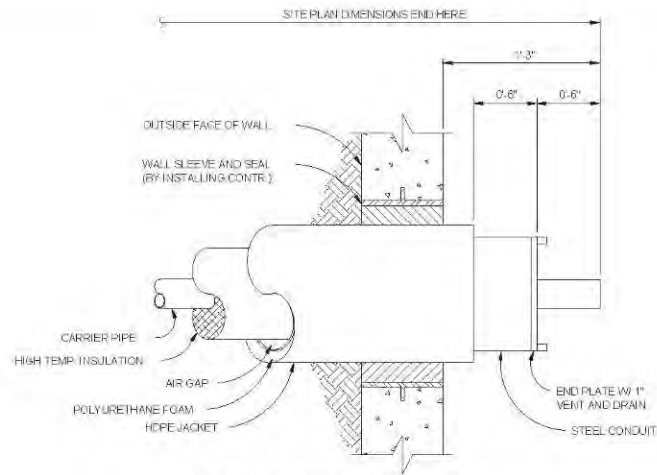 SITE PLAN DIMENSIONS END HERE
1'-3"
0'-6"
0'-6"
OUTSIDE FACE OF WALL
WALL SLEEVE AND SEAL
(BY INSTALLING CONTR.)
CARRIER PIPE
HIGH TEMP. INSULATION
AIR GAP
POLYURETHANE FOAM
HDPE JACKET
END PLATE W/ 1"
VENT AND DRAIN
STEEL CONDUIT